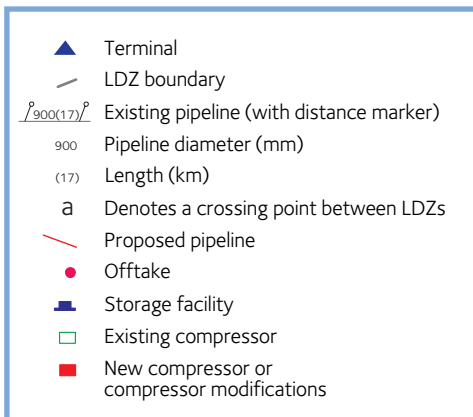 Terminal
LDZ boundary
900(17) Existing pipeline (with distance marker)
900 Pipeline diameter (mm)
(17) Length (km)
a Denotes a crossing point between LDZs
Proposed pipeline
Offtake
Storage facility
Existing compressor
New compressor or
compressor modifications